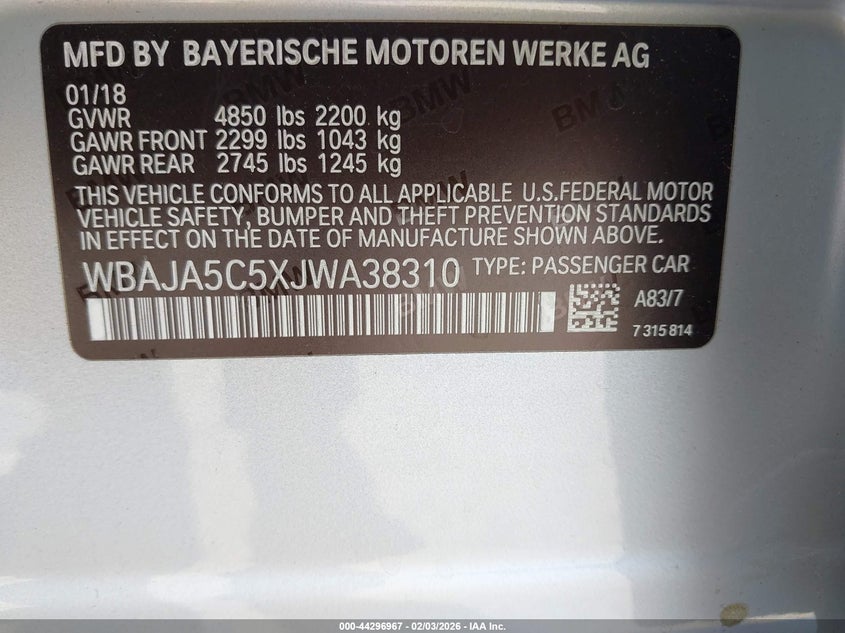 MFD BY BAYERISCHE MOTOREN WERKE AG
01/18
GVWR 4850 lbs 2200 kg
GAWR FRONT 2299 lbs 1043 kg
GAWR REAR 2745 lbs 1245 kg
THIS VEHICLE CONFORMS TO ALL APPLICABLE U.S.FEDERAL MOTOR
VEHICLE SAFETY, BUMPER AND THEFT PREVENTION STANDARDS
IN EFFECT ON THE DATE OF MANUFACTURE SHOWN ABOVE.
WBAJA5C5XJWA38310 TYPE: PASSENGER CAR
A83/7
7 315 814
000-44296967 - 02/03/2026 - IAA Inc.